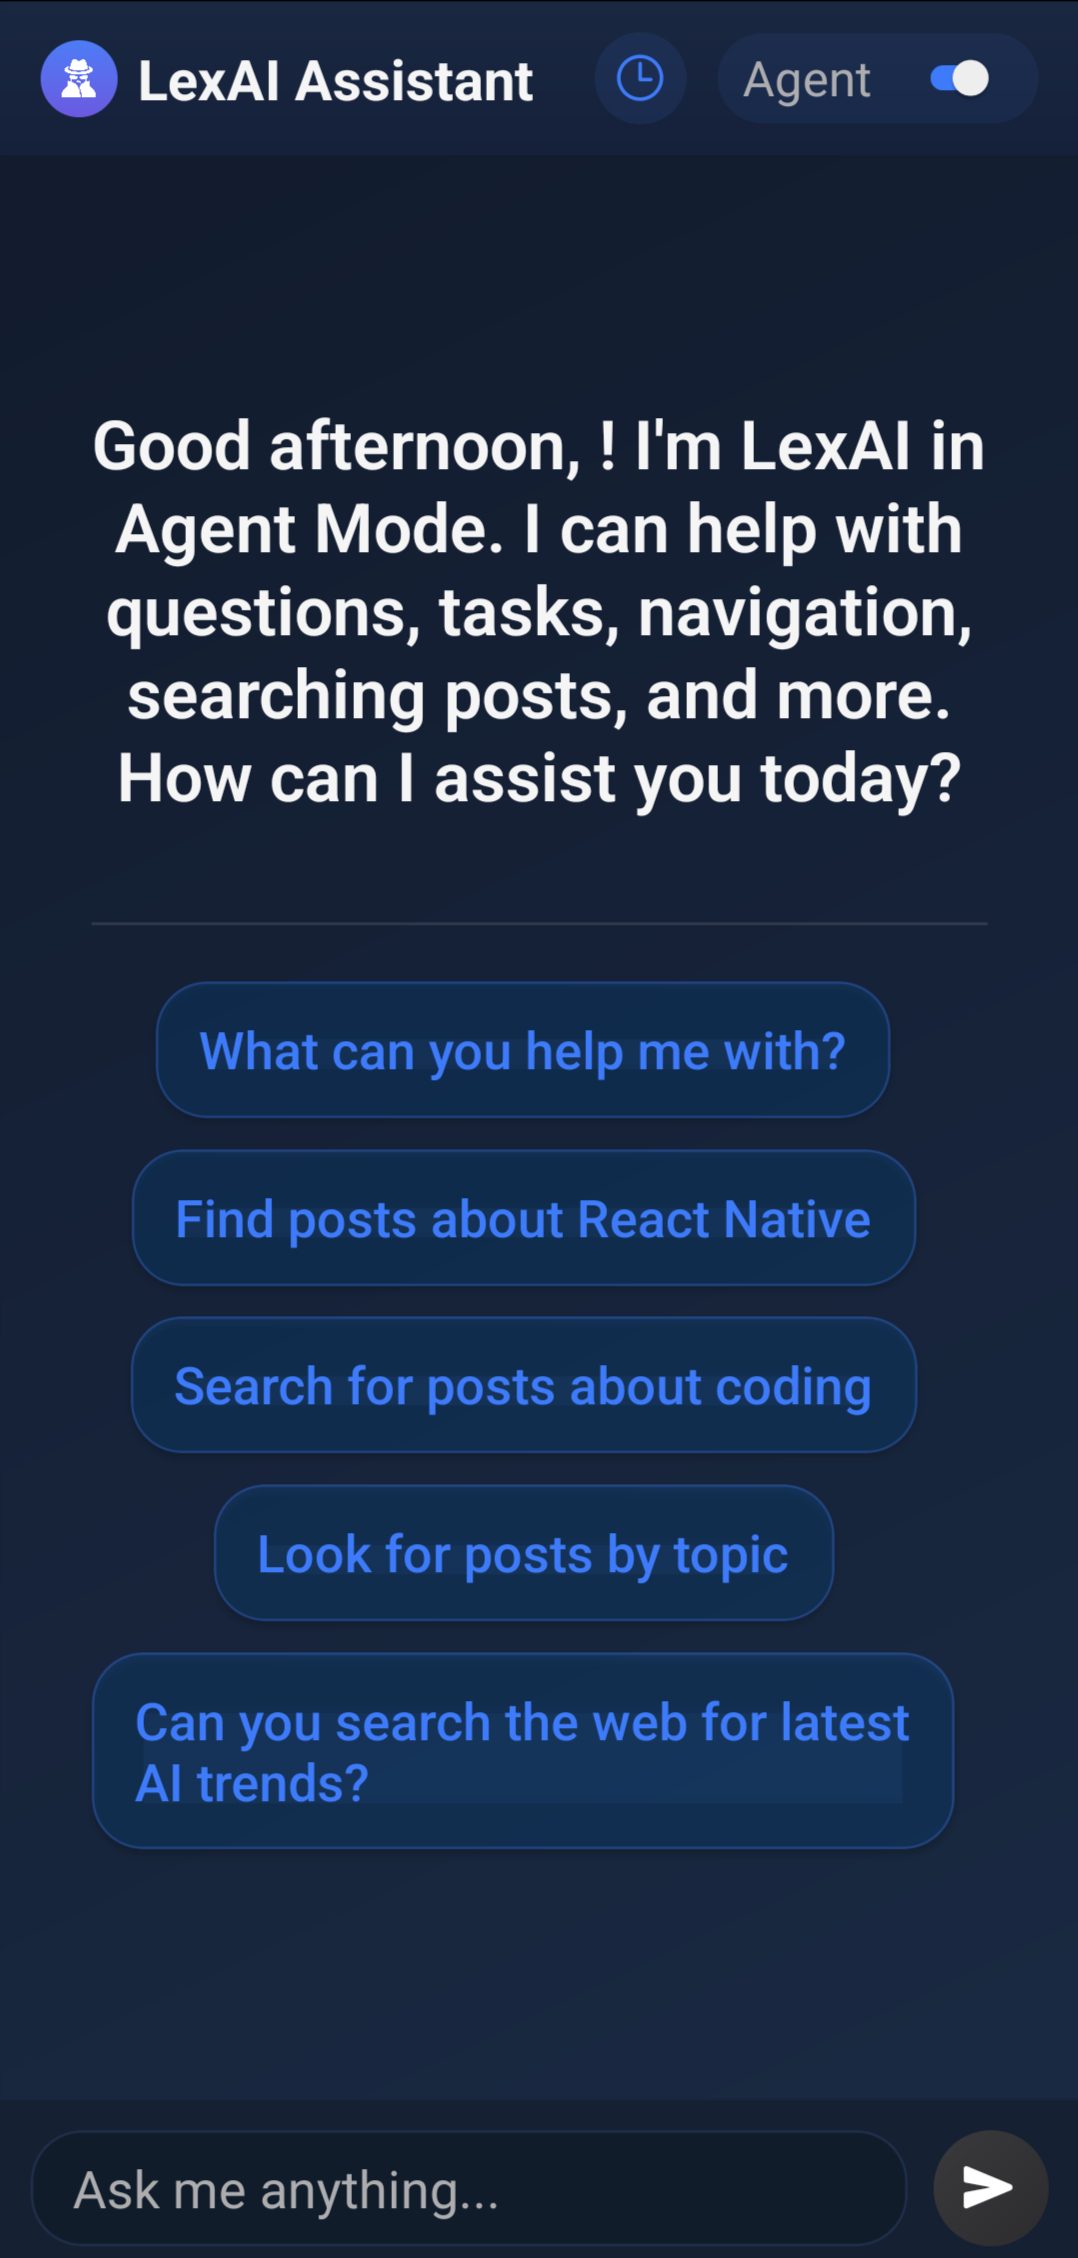 LexAI Assistant
Agent
Good afternoon, ! I'm LexAI in
Agent Mode. I can help with
questions, tasks, navigation,
searching posts, and more.
How can I assist you today?
What can you help me with?
Find posts about React Native
Search for posts about coding
Look for posts by topic
Can you search the web for latest
AI trends?
Ask me anything...